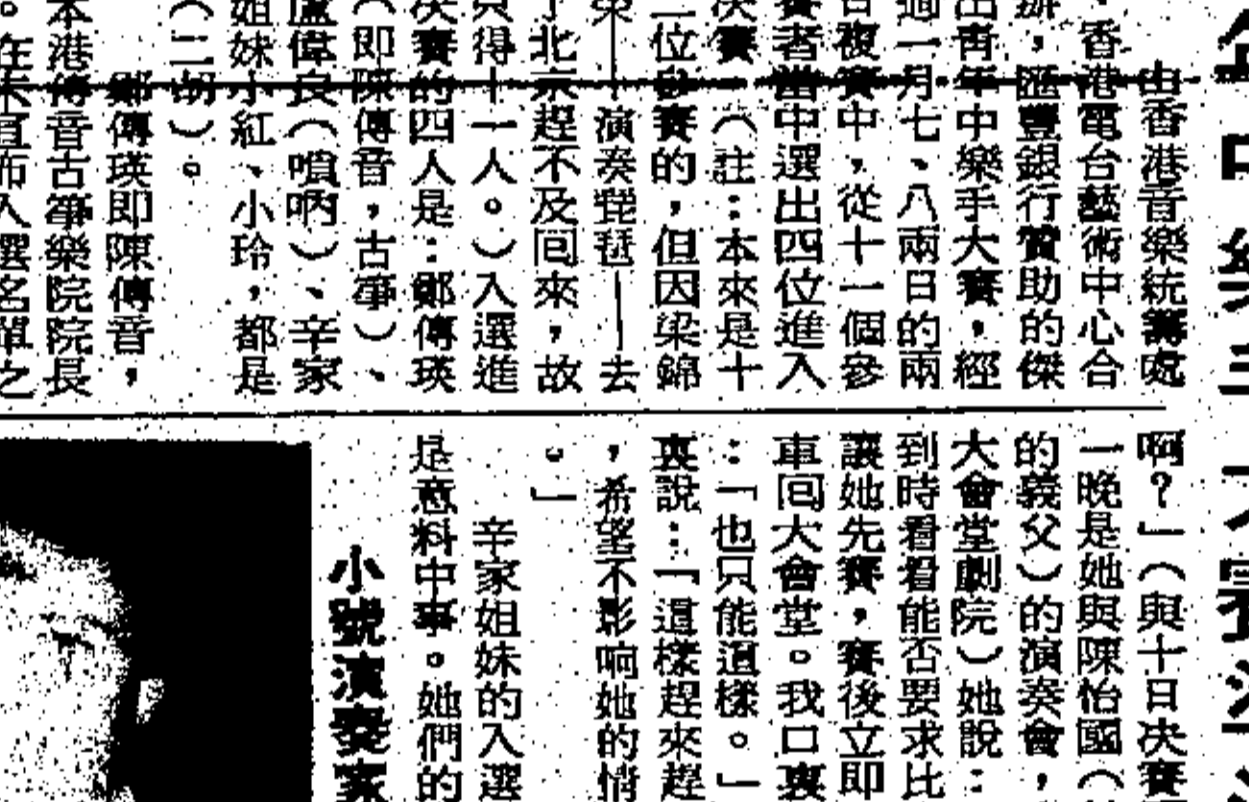 由香港音樂統籌處
、香港電台藝術中心合
辦，匯豐銀行贊助的傑
出青年中樂手大賽，經
過一月七、八兩日的兩
日複賽中，從十一個參
賽者當中選出四位進入
決賽。（註：本來是十
二位參賽的，但因梁錦
——演奏琵琶——去
了北京趕不及回來，故
只得十一人。）入選進
决賽的四人是：鄭傳瑛
（即陳傳音，古箏）、
盧偉良（嗩吶）、辛家
姐妹小紅、小玲，都是
（二胡）。
鄭傳瑛即陳傳音，
本港傳音古箏樂院院長
。在未宣布入選名單之
啊？」（與十日决賽
一晚是她與陳怡國（
的義父）的演奏會，
大會堂劇院）她說：
到時看看能否要求比
讓她先賽，賽後立即
車回大會堂。我口裏
：「也只能這樣。」
裏說：「這樣趕來趕
，希望不影响她的情
。」
辛家姐妹的入選
是意料中事。她們的
小號演奏家